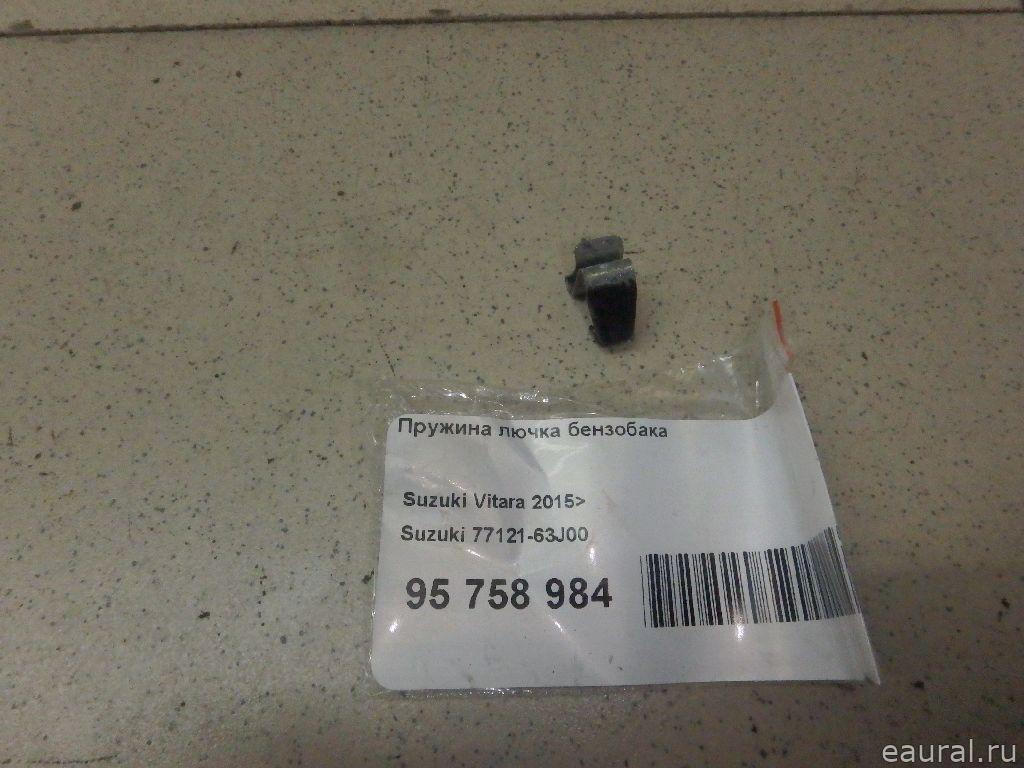 Пружина лючка бензобака
Suzuki Vitara 2015>
Suzuki 77121-63J00
95 758 984
eaural.ru